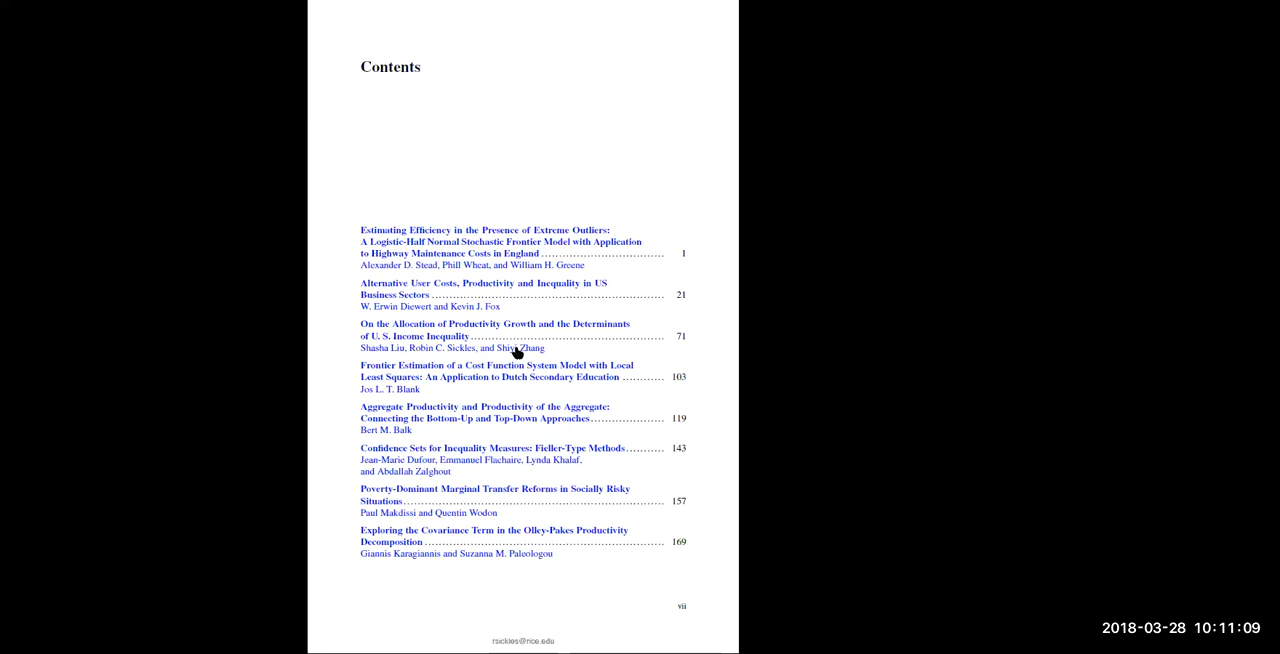 Contents
Estimating Efficiency in the Presence of Extreme Outliers:
A Logistic-Half Normal Stochastic Frontier Model with Application
to Highway Maintenance Costs in England .................................. 1
Alexander D. Stead, Phill Wheat, and William H. Greene
Alternative User Costs, Productivity and Inequality in US
Business Sectors ................................................................ 21
W. Erwin Diewert and Kevin J. Fox
On the Allocation of Productivity Growth and the Determinants
of U. S. Income Inequality ...................................................... 71
Shasha Liu, Robin C. Sickles, and Zhang
Frontier Estimation of a Cost Function System Model with Local
Least Squares: An Application to Dutch Secondary Education ............ 103
Jos L. T. Blank
Aggregate Productivity and Productivity of the Aggregate:
Connecting the Bottom-Up and Top-Down Approaches ..................... 119
Bert M. Balk
Confidence Sets for Inequality Measures: Fieller-Type Methods ........... 143
Jean-Marie Dufour, Emmanuel Flachaire, Lynda Khalaf,
and Abdallah Zalghout
Poverty-Dominant Marginal Transfer Reforms in Socially Risky
Situations ......................................................................... 157
Paul Makdissi and Quentin Wodon
Exploring the Covariance Term in the Olley-Pakes Productivity
Decomposition ................................................................... 169
Giannis Karagiannis and Suzanna M. Paleologou
vii
rsickles@rice.edu
2018-03-28 10:11:09